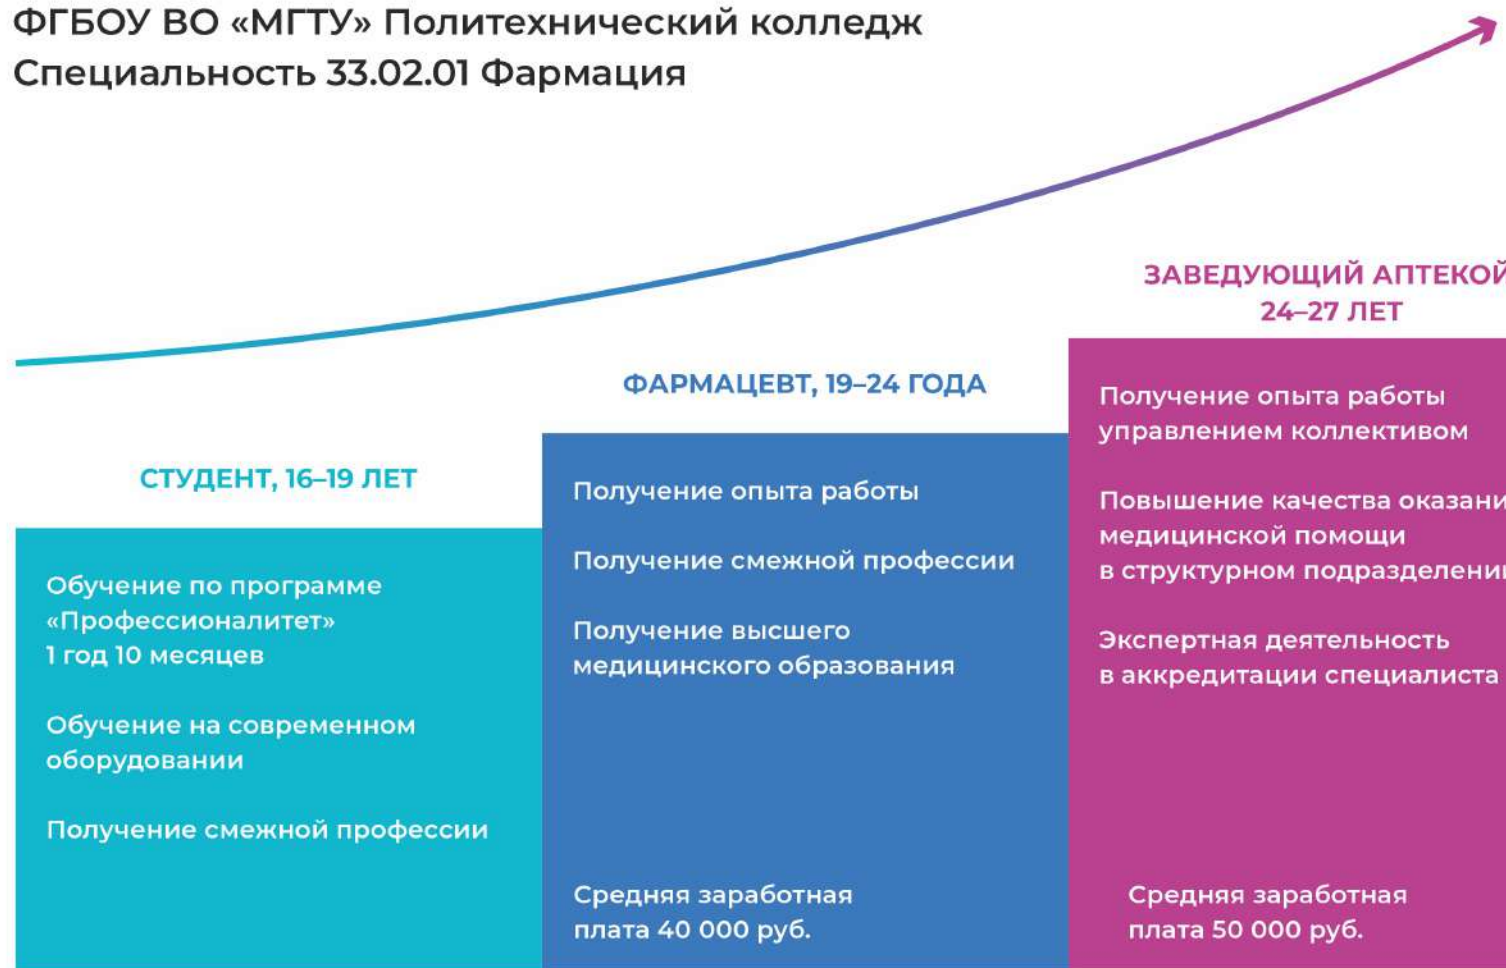 ФГБОУ ВО «МГТУ» Политехнический колледж
Специальность 33.02.01 Фармация
СТУДЕНТ, 16–19 ЛЕТ
Обучение по программе
«Профессионалитет»
1 год 10 месяцев
Обучение на современном
оборудовании
Получение смежной профессии
ФАРМАЦЕВТ, 19–24 ГОДА
Получение опыта работы
Получение смежной профессии
Получение высшего
медицинского образования
Средняя заработная
плата 40 000 руб.
ЗАВЕДУЮЩИЙ АПТЕКОЙ
24–27 ЛЕТ
Получение опыта работы
управлением коллективом
Повышение качества оказани
медицинской помощи
в структурном подразделени
Экспертная деятельность
в аккредитации специалиста
Средняя заработная
плата 50 000 руб.